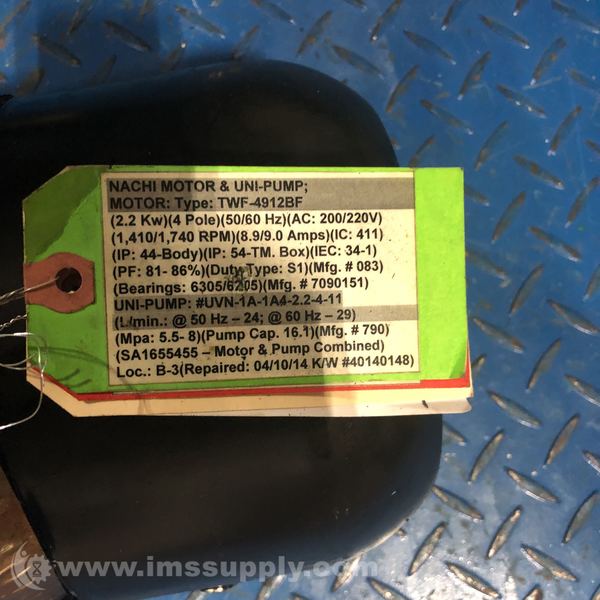 NACHI MOTOR & UNI-PUMP;
MOTOR: Type: TWF-4912BF
(2.2 Kw)(4 Pole)(50/60 Hz)(AC: 200/220V)
(1,410/1,740 RPM)(8.9/9.0 Amps)(IC: 411)
(IP: 44-Body)(IP: 54-TM. Box)(IEC: 34-1)
(PF: 81- 86%)(Duty Type: S1)(Mfg. # 083)
(Bearings: 6305/6205)(Mfg. # 7090151)
UNI-PUMP: #UVN-1A-1A4-2.2-4-11
(L/min.: @ 50 Hz – 24; @ 60 Hz – 29)
(Mpa: 5.5- 8)(Pump Cap. 16.1)(Mfg. # 790)
(SA1655455 – Motor & Pump Combined)
Loc.: B-3(Repaired: 04/10/14 K/W #40140148)
www.imssupply.com